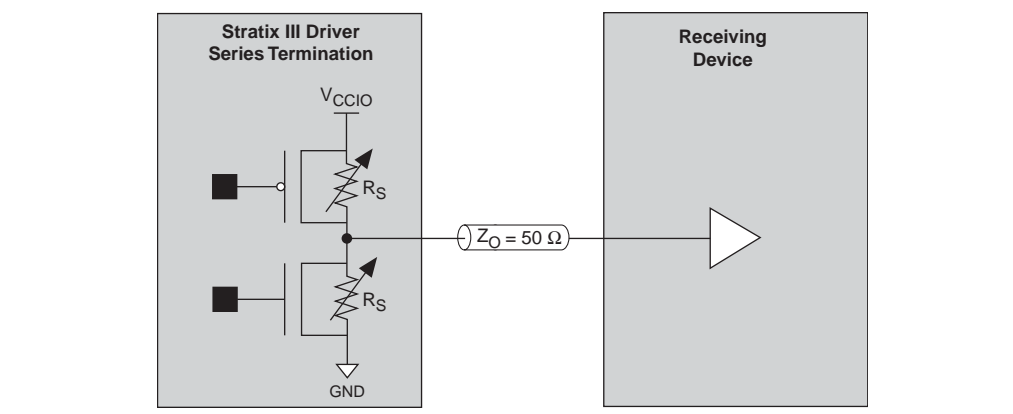 Stratix III Driver
Series Termination
Receiving
Device
VCCIO
RS
ZO = 50 Ω
RS
GND